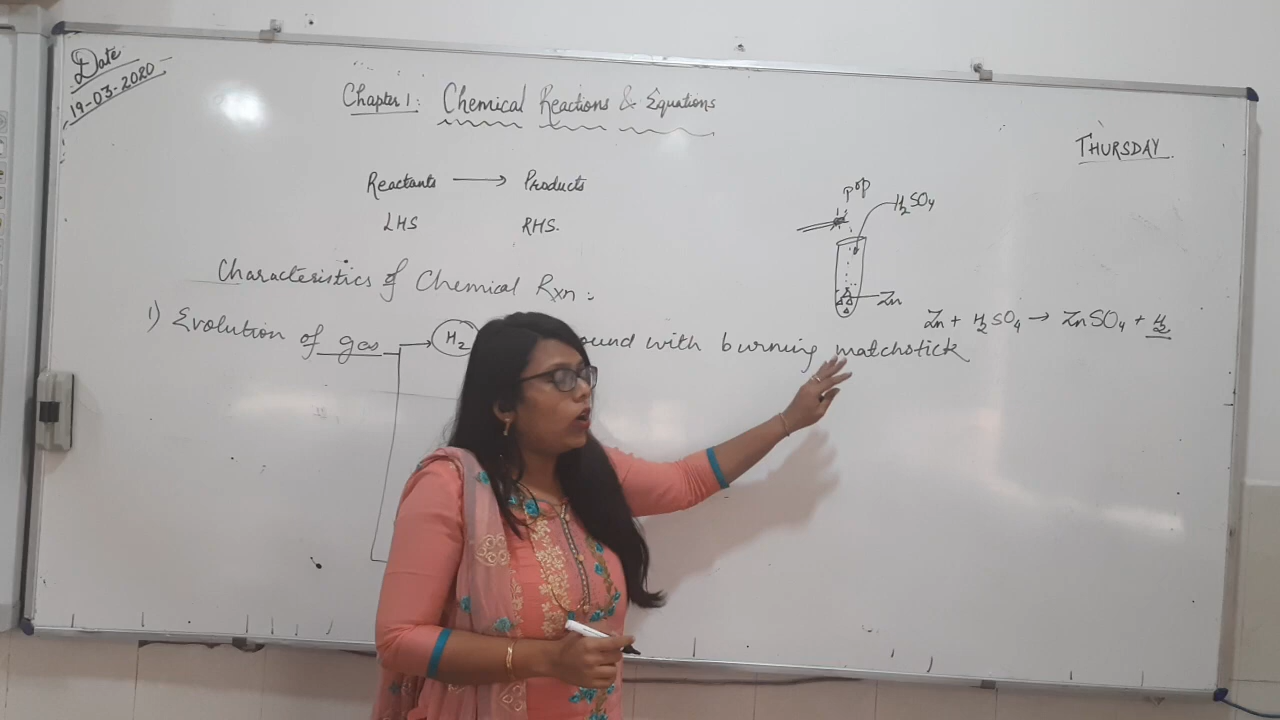 Date
19-03-2020
Chapter 1: Chemical Reactions & Equations
THURSDAY.
Reactants → Products
LHS RHS.
pop
H₂SO₄
Zn
Characteristics of Chemical Rxn:
Zn + H₂SO₄ → ZnSO₄ + H₂
1) Evolution of gas → H₂ ound with burning matchstick